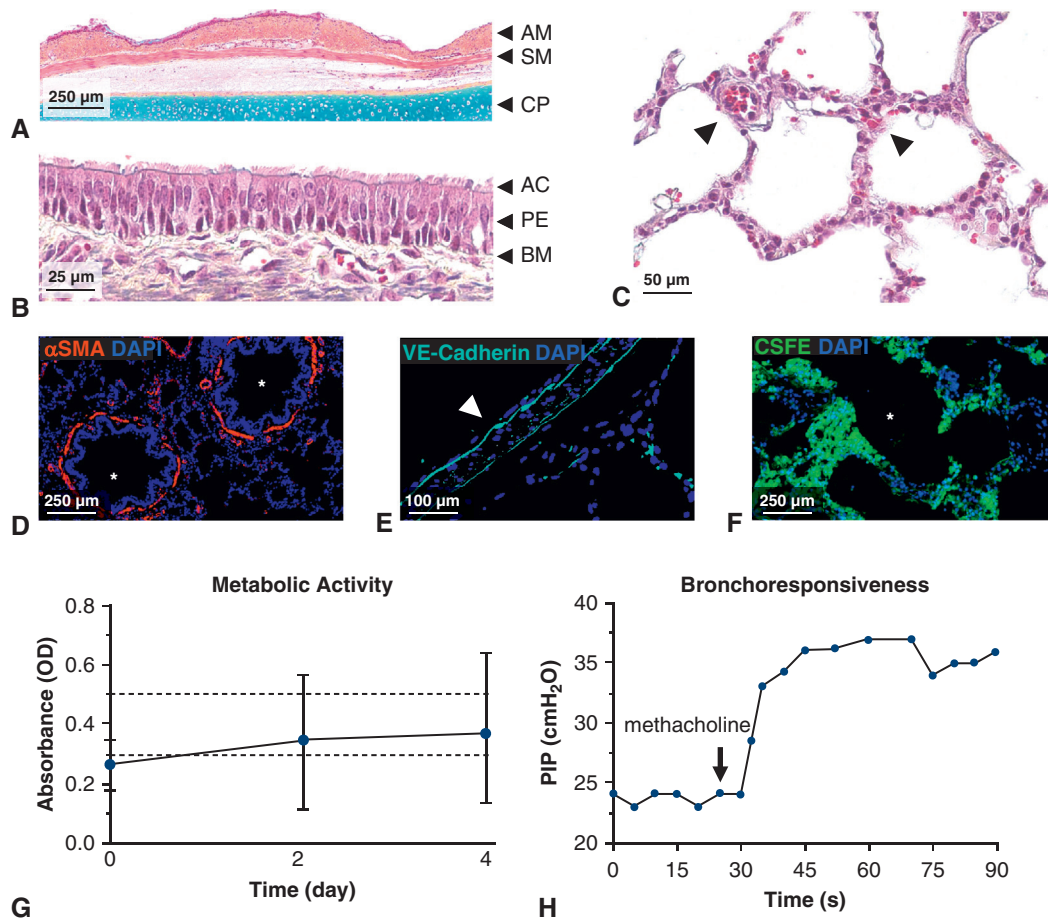 AM
SM
CP
250 µm
A
AC
PE
BM
25 µm
B
50 µm
C
αSMA DAPI
*
*
250 µm
D
VE-Cadherin DAPI
100 µm
E
CSFE DAPI
*
250 µm
F
Metabolic Activity
Absorbance (OD)
0.8
0.6
0.4
0.2
0.0
0
2
4
Time (day)
G
Bronchoresponsiveness
PIP (cmH₂O)
40
35
30
25
20
methacholine
0
15
30
45
60
75
90
Time (s)
H